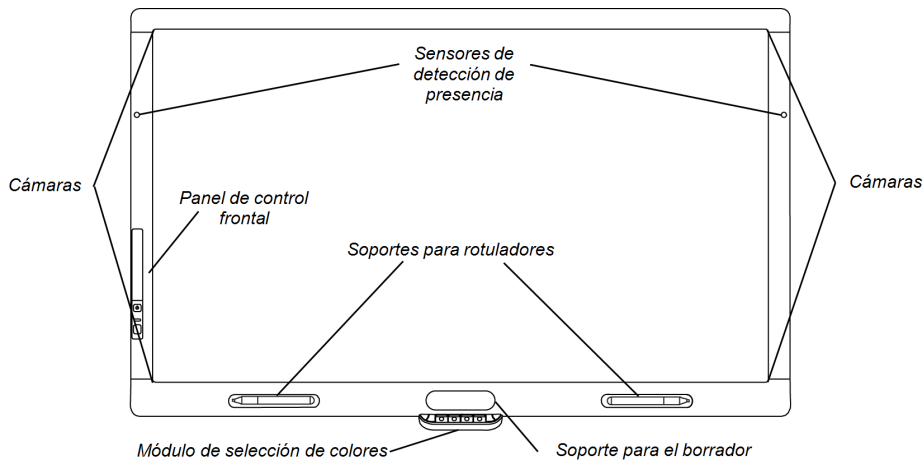 Sensores de
detección de
presencia
Cámaras
Cámaras
Panel de control
frontal
Soportes para rotuladores
Módulo de selección de colores
Soporte para el borrador